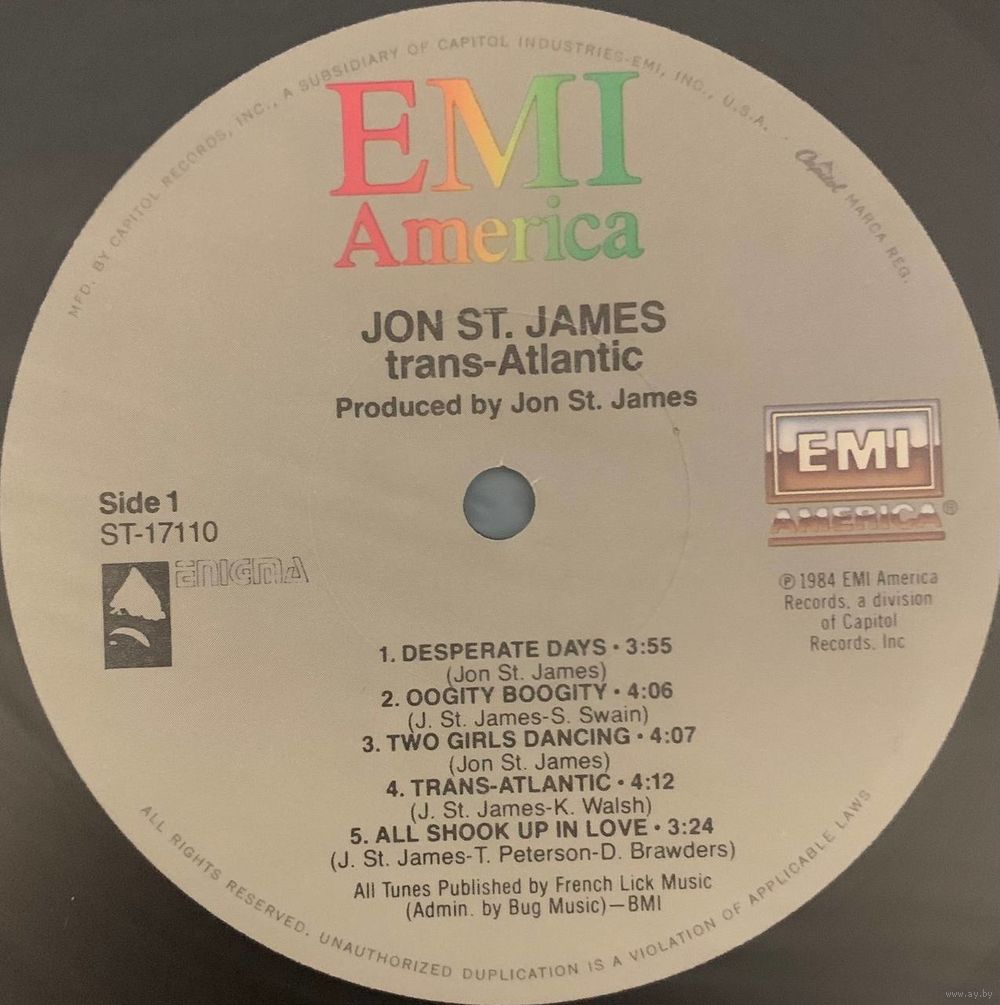 MFD. BY CAPITOL RECORDS, INC., A SUBSIDIARY OF CAPITOL INDUSTRIES-EMI, INC., U.S.A.
Capitol MARCA REG.
EMI
America
JON ST. JAMES
trans-Atlantic
Produced by Jon St. James
EMI
AMERICA®
Side 1
ST-17110
ENIGMA
℗ 1984 EMI America
Records, a division
of Capitol
Records, Inc
1. DESPERATE DAYS • 3:55
(Jon St. James)
2. OOGITY BOOGITY • 4:06
(J. St. James-S. Swain)
3. TWO GIRLS DANCING • 4:07
(Jon St. James)
4. TRANS-ATLANTIC • 4:12
(J. St. James-K. Walsh)
5. ALL SHOOK UP IN LOVE • 3:24
(J. St. James-T. Peterson-D. Brawders)
All Tunes Published by French Lick Music
(Admin. by Bug Music)—BMI
ALL RIGHTS RESERVED. UNAUTHORIZED DUPLICATION IS A VIOLATION OF APPLICABLE LAWS
www.ay.by